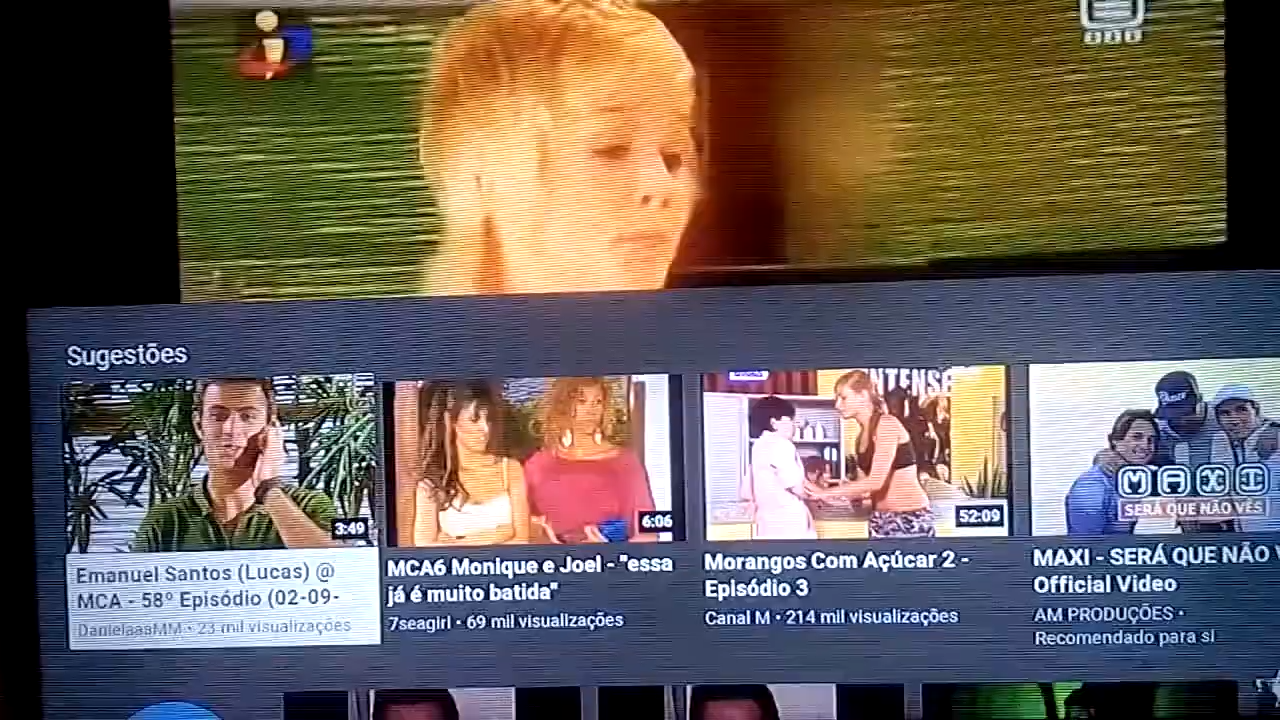 Sugestões
INTENSE
MAXI
SERÁ QUE NÃO VÊS
3:49
6:06
52:09
Emanuel Santos (Lucas) @
MCA - 58º Episódio (02-09-
DanielaasMM • 23 mil visualizações
MCA6 Monique e Joel - "essa
já é muito batida"
7seagirl • 69 mil visualizações
Morangos Com Açúcar 2 -
Episódio 3
Canal M • 214 mil visualizações
MAXI - SERÁ QUE NÃO
Official Video
AM PRODUÇÕES •
Recomendado para si